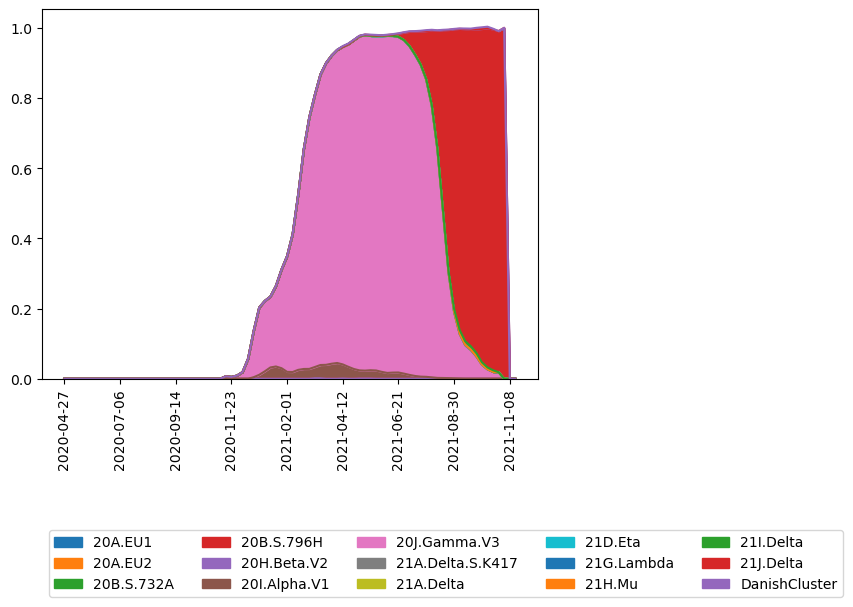 1.0
0.8
0.6
0.4
0.2
0.0
2020-04-27
2020-07-06
2020-09-14
2020-11-23
2021-02-01
2021-04-12
2021-06-21
2021-08-30
2021-11-08
20A.EU1
20A.EU2
20B.S.732A
20B.S.796H
20H.Beta.V2
20I.Alpha.V1
20J.Gamma.V3
21A.Delta.S.K417
21A.Delta
21D.Eta
21G.Lambda
21H.Mu
21I.Delta
21J.Delta
DanishCluster